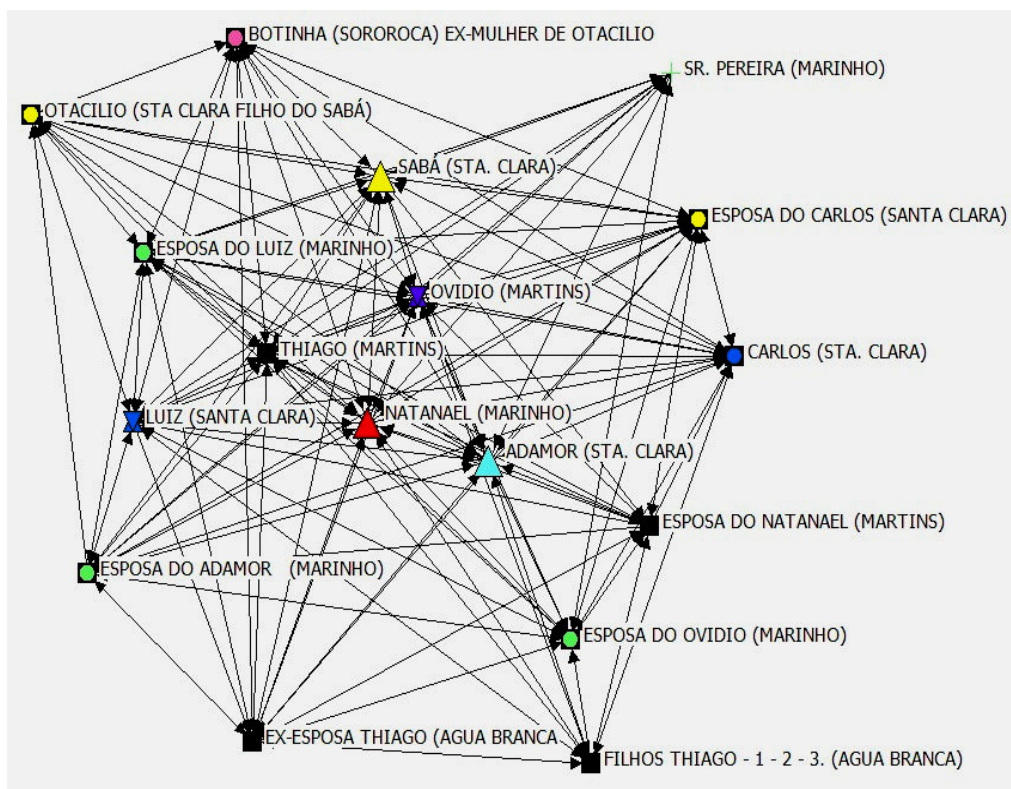 BOTINHA (SOROROCA) EX-MULHER DE OTACILIO
SR. PEREIRA (MARINHO)
OTACILIO (STA CLARA FILHO DO SABÁ)
SABÁ (STA. CLARA)
ESPOSA DO CARLOS (SANTA CLARA)
ESPOSA DO LUIZ (MARINHO)
OVIDIO (MARTINS)
THIAGO (MARTINS)
CARLOS (STA. CLARA)
LUIZ (SANTA CLARA)
NATANAEL (MARINHO)
ADAMOR (STA. CLARA)
ESPOSA DO NATANAEL (MARTINS)
ESPOSA DO ADAMOR (MARINHO)
ESPOSA DO OVIDIO (MARINHO)
EX-ESPOSA THIAGO (AGUA BRANCA
FILHOS THIAGO - 1 - 2 - 3. (AGUA BRANCA)